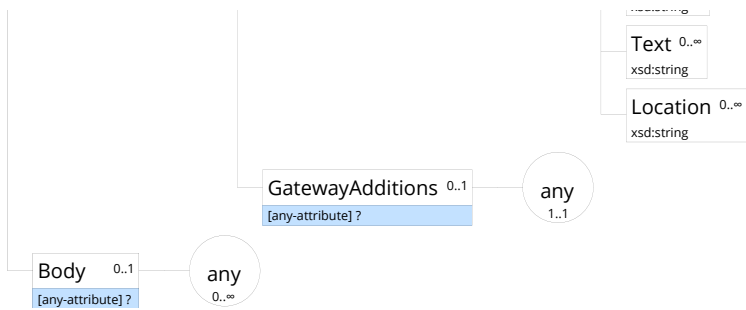 Text 0..∞
xsd:string
Location 0..∞
xsd:string
GatewayAdditions 0..1
[any-attribute] ?
any
1..1
Body 0..1
[any-attribute] ?
any
0..∞